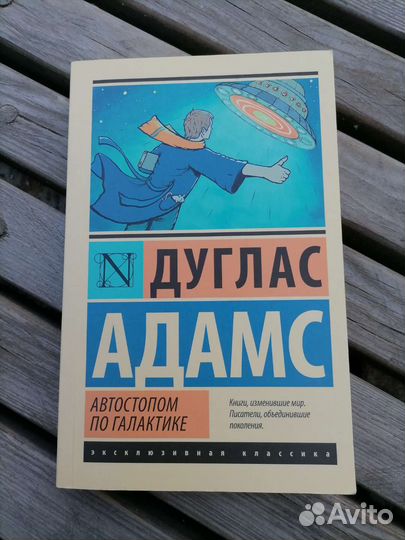 N
ДУГЛАС
АДАМС
АВТОСТОПОМ
ПО ГАЛАКТИКЕ
Книги, изменившие мир.
Писатели, объединившие
поколения.
эксклюзивная классика
Avito